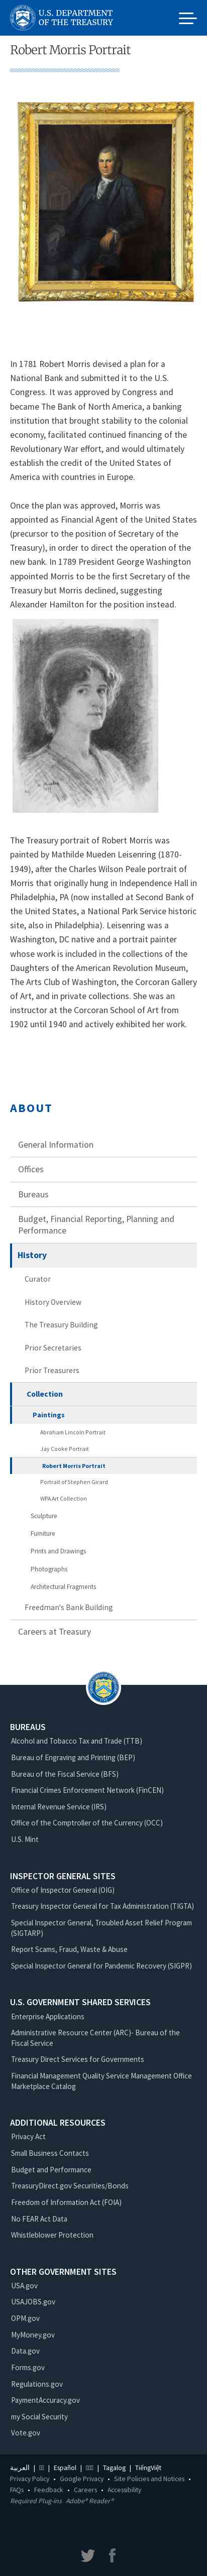 U.S. DEPARTMENT
OF THE TREASURY
Robert Morris Portrait
In 1781 Robert Morris devised a plan for a
National Bank and submitted it to the U.S.
Congress. It was approved by Congress and
became The Bank of North America, a banking
institution that brought stability to the colonial
economy, facilitated continued financing of the
Revolutionary War effort, and would ultimately
establish the credit of the United States of
America with countries in Europe.
Once the plan was approved, Morris was
appointed as Financial Agent of the United States
(precursor to the position of Secretary of the
Treasury), in order to direct the operation of the
new bank. In 1789 President George Washington
appointed Morris to be the first Secretary of the
Treasury but Morris declined, suggesting
Alexander Hamilton for the position instead.
The Treasury portrait of Robert Morris was
painted by Mathilde Mueden Leisenring (1870-
1949), after the Charles Wilson Peale portrait of
Morris that originally hung in Independence Hall in
Philadelphia, PA (now installed at Second Bank of
the United States, a National Park Service historic
site, also in Philadelphia). Leisenring was a
Washington, DC native and a portrait painter
whose work is included in the collections of the
Daughters of the American Revolution Museum,
The Arts Club of Washington, the Corcoran Gallery
of Art, and in private collections. She was an
instructor at the Corcoran School of Art from
1902 until 1940 and actively exhibited her work.
ABOUT
General Information
Offices
Bureaus
Budget, Financial Reporting, Planning and
Performance
History
Curator
History Overview
The Treasury Building
Prior Secretaries
Prior Treasurers
Collection
Paintings
Abraham Lincoln Portrait
Jay Cooke Portrait
Robert Morris Portrait
Portrait of Stephen Girard
WPA Art Collection
Sculpture
Furniture
Prints and Drawings
Photographs
Architectural Fragments
Freedman's Bank Building
Careers at Treasury
BUREAUS
Alcohol and Tobacco Tax and Trade (TTB)
Bureau of Engraving and Printing (BEP)
Bureau of the Fiscal Service (BFS)
Financial Crimes Enforcement Network (FinCEN)
Internal Revenue Service (IRS)
Office of the Comptroller of the Currency (OCC)
U.S. Mint
INSPECTOR GENERAL SITES
Office of Inspector General (OIG)
Treasury Inspector General for Tax Administration (TIGTA)
Special Inspector General, Troubled Asset Relief Program
(SIGTARP)
Report Scams, Fraud, Waste & Abuse
Special Inspector General for Pandemic Recovery (SIGPR)
U.S. GOVERNMENT SHARED SERVICES
Enterprise Applications
Administrative Resource Center (ARC)- Bureau of the
Fiscal Service
Treasury Direct Services for Governments
Financial Management Quality Service Management Office
Marketplace Catalog
ADDITIONAL RESOURCES
Privacy Act
Small Business Contacts
Budget and Performance
TreasuryDirect.gov Securities/Bonds
Freedom of Information Act (FOIA)
No FEAR Act Data
Whistleblower Protection
OTHER GOVERNMENT SITES
USA.gov
USAJOBS.gov
OPM.gov
MyMoney.gov
Data.gov
Forms.gov
Regulations.gov
PaymentAccuracy.gov
my Social Security
Vote.gov
العربية | | Español | | Tagalog | TiếngViệt
Privacy Policy • Google Privacy • Site Policies and Notices •
FAQs • Feedback • Careers • Accessibility
Required Plug-ins Adobe® Reader®